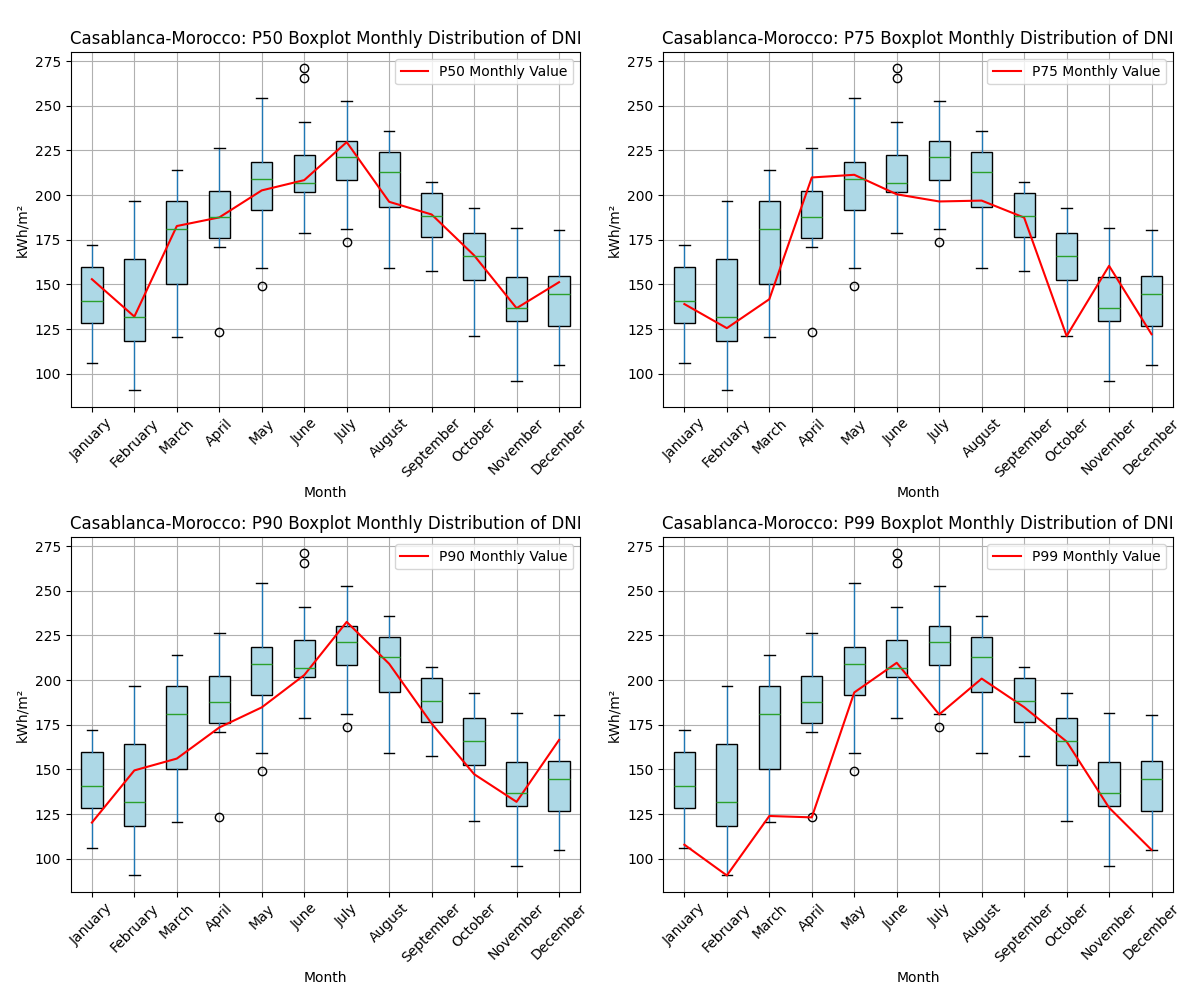 Casablanca-Morocco: P50 Boxplot Monthly Distribution of DNI
P50 Monthly Value
275
250
225
200
175
150
125
100
kWh/m²
January
February
March
April
May
June
July
August
September
October
November
December
Month
Casablanca-Morocco: P75 Boxplot Monthly Distribution of DNI
P75 Monthly Value
275
250
225
200
175
150
125
100
kWh/m²
January
February
March
April
May
June
July
August
September
October
November
December
Month
Casablanca-Morocco: P90 Boxplot Monthly Distribution of DNI
P90 Monthly Value
275
250
225
200
175
150
125
100
kWh/m²
January
February
March
April
May
June
July
August
September
October
November
December
Month
Casablanca-Morocco: P99 Boxplot Monthly Distribution of DNI
P99 Monthly Value
275
250
225
200
175
150
125
100
kWh/m²
January
February
March
April
May
June
July
August
September
October
November
December
Month